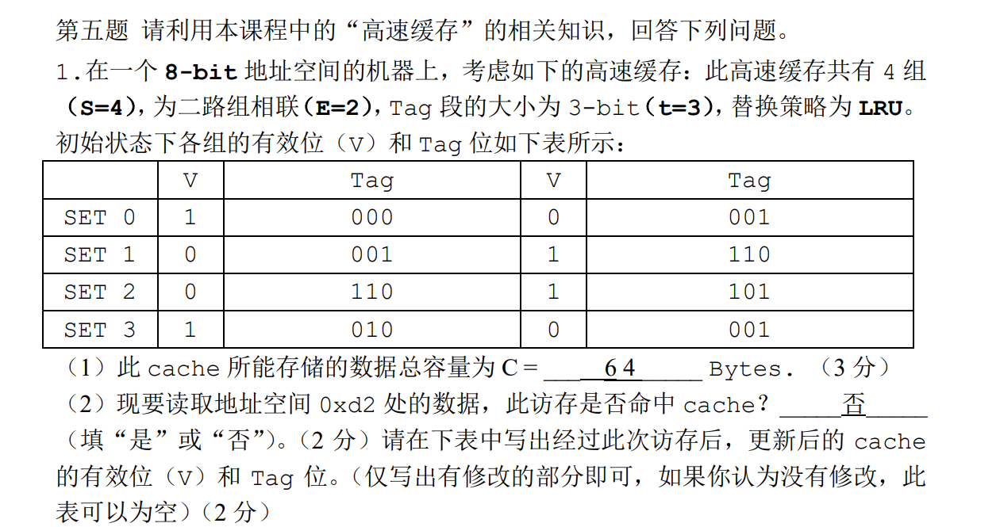 第五题 请利用本课程中的“高速缓存”的相关知识，回答下列问题。
1.在一个 8-bit 地址空间的机器上，考虑如下的高速缓存：此高速缓存共有 4 组
（S=4），为二路组相联（E=2），Tag 段的大小为 3-bit（t=3），替换策略为 LRU。
初始状态下各组的有效位（V）和 Tag 位如下表所示：
V Tag V Tag
SET 0 1 000 0 001
SET 1 0 001 1 110
SET 2 0 110 1 101
SET 3 1 010 0 001
（1）此 cache 所能存储的数据总容量为 C = ___64_____ Bytes. （3 分）
（2）现要读取地址空间 0xd2 处的数据，此访存是否命中 cache？_____否_____
（填“是”或“否”）。（2 分）请在下表中写出经过此次访存后，更新后的 cache
的有效位（V）和 Tag 位。（仅写出有修改的部分即可，如果你认为没有修改，此
表可以为空）（2 分）